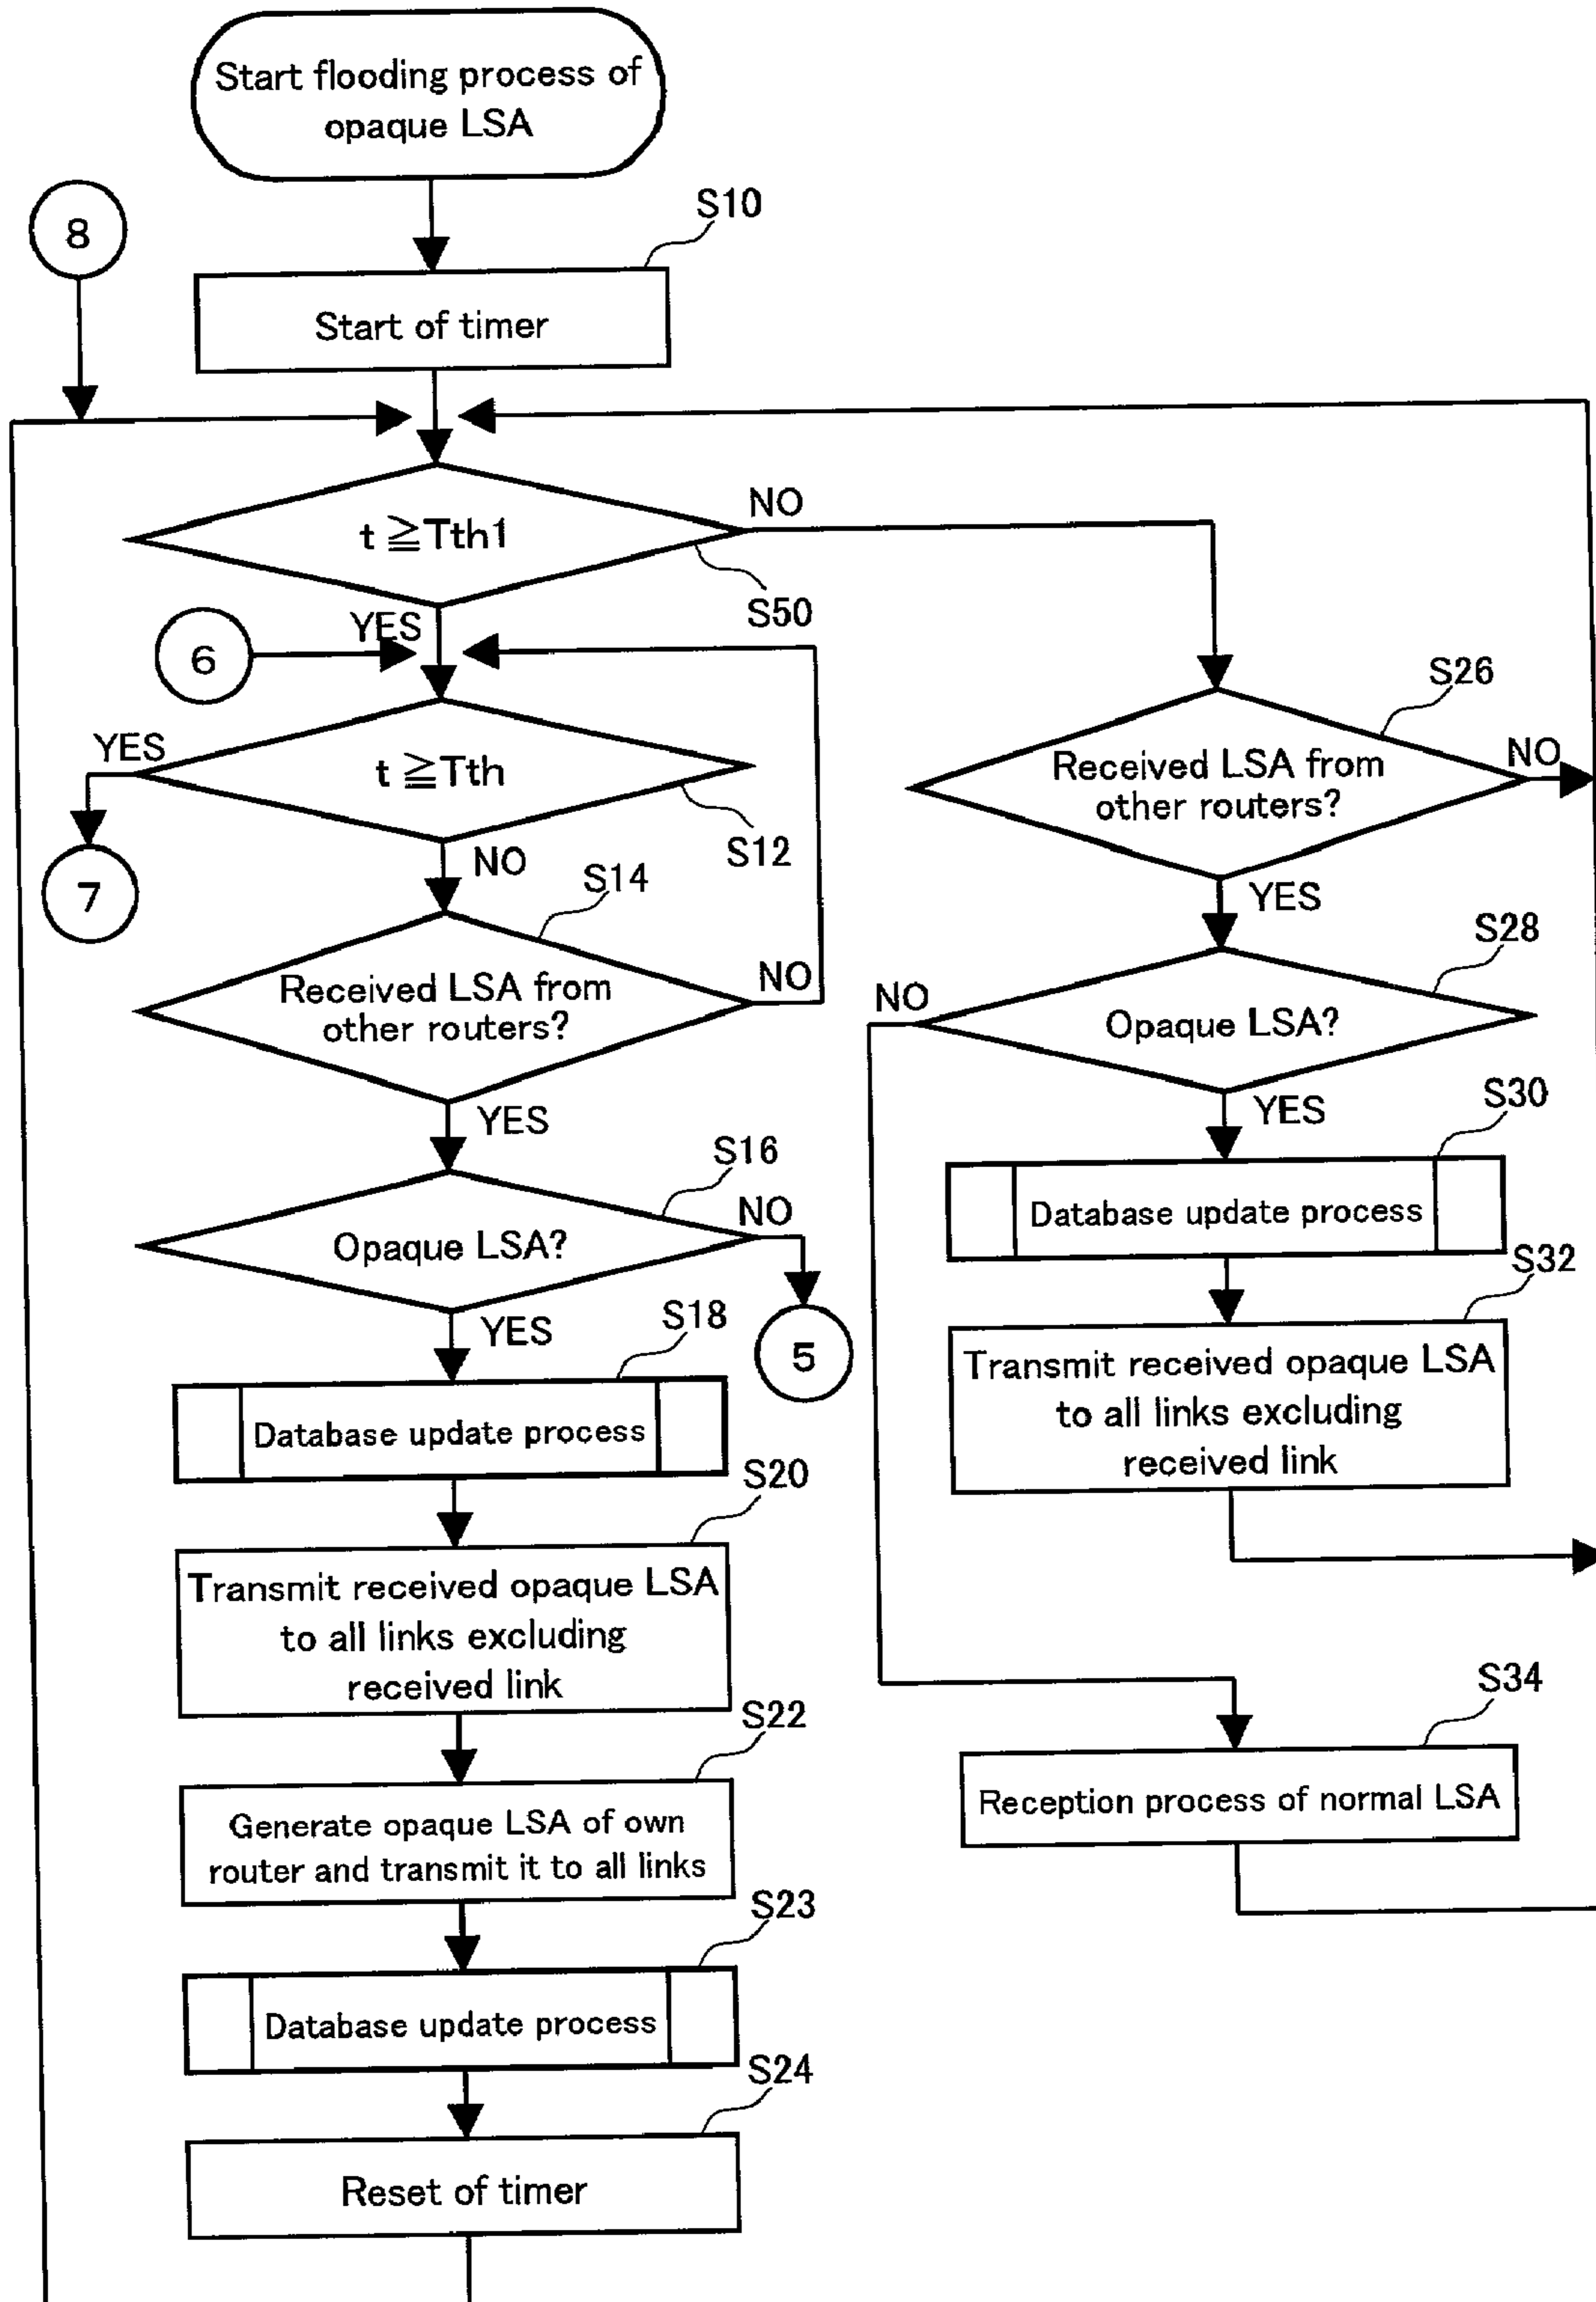 Start flooding process of
opaque LSA
8
S10
Start of timer
t ≧Tth1
NO
S50
YES
6
S26
YES
t ≧Tth
S12
Received LSA from
other routers?
NO
7
NO
S14
YES
Received LSA from
other routers?
NO
S28
NO
Opaque LSA?
YES
YES
S30
S16
Opaque LSA?
NO
Database update process
S32
YES
S18
5
Transmit received opaque LSA
to all links excluding
received link
Database update process
S20
Transmit received opaque LSA
to all links excluding
received link
S34
S22
Reception process of normal LSA
Generate opaque LSA of own
router and transmit it to all links
S23
Database update process
S24
Reset of timer